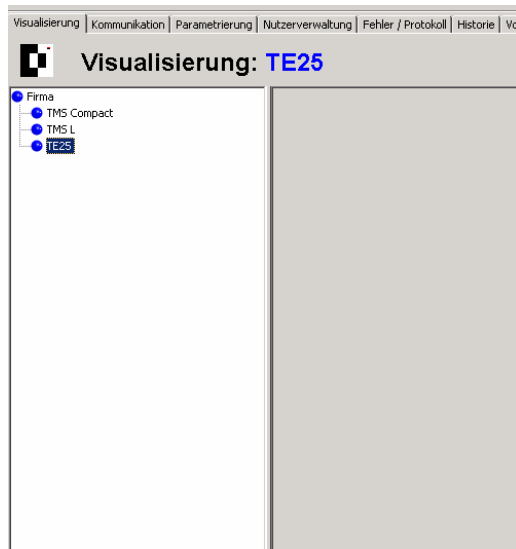 Visualisierung Kommunikation Parametrierung Nutzerverwaltung Fehler / Protokoll Historie
Visualisierung: TE25
Firma
TMS Compact
TMS L
TE25